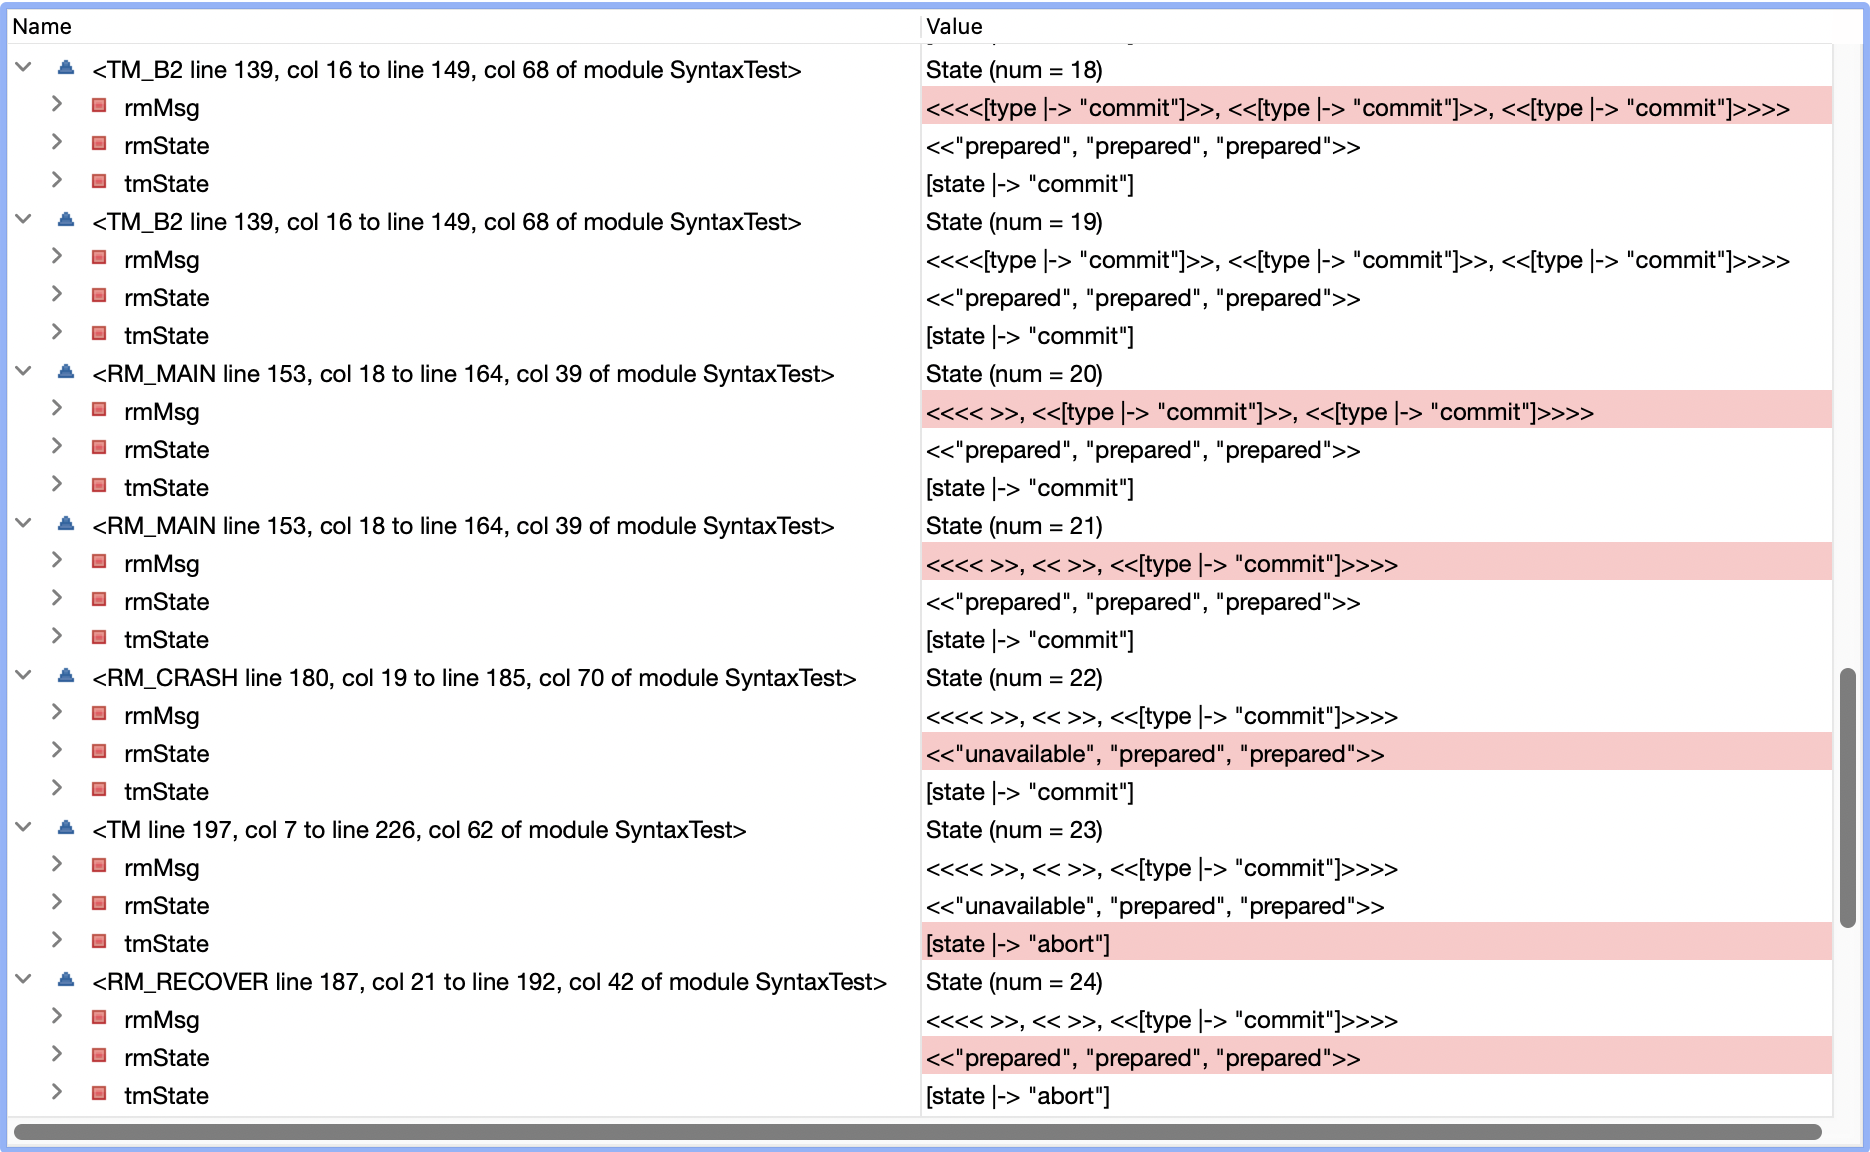 Name Value
<TM_B2 line 139, col 16 to line 149, col 68 of module SyntaxTest> State (num = 18)
rmMsg <<<<[type |-> "commit"]>>, <<[type |-> "commit"]>>, <<[type |-> "commit"]>>>>
rmState <<"prepared", "prepared", "prepared">>
tmState [state |-> "commit"]
<TM_B2 line 139, col 16 to line 149, col 68 of module SyntaxTest> State (num = 19)
rmMsg <<<<[type |-> "commit"]>>, <<[type |-> "commit"]>>, <<[type |-> "commit"]>>>>
rmState <<"prepared", "prepared", "prepared">>
tmState [state |-> "commit"]
<RM_MAIN line 153, col 18 to line 164, col 39 of module SyntaxTest> State (num = 20)
rmMsg <<<< >>, <<[type |-> "commit"]>>, <<[type |-> "commit"]>>>>
rmState <<"prepared", "prepared", "prepared">>
tmState [state |-> "commit"]
<RM_MAIN line 153, col 18 to line 164, col 39 of module SyntaxTest> State (num = 21)
rmMsg <<<< >>, << >>, <<[type |-> "commit"]>>>>
rmState <<"prepared", "prepared", "prepared">>
tmState [state |-> "commit"]
<RM_CRASH line 180, col 19 to line 185, col 70 of module SyntaxTest> State (num = 22)
rmMsg <<<< >>, << >>, <<[type |-> "commit"]>>>>
rmState <<"unavailable", "prepared", "prepared">>
tmState [state |-> "commit"]
<TM line 197, col 7 to line 226, col 62 of module SyntaxTest> State (num = 23)
rmMsg <<<< >>, << >>, <<[type |-> "commit"]>>>>
rmState <<"unavailable", "prepared", "prepared">>
tmState [state |-> "abort"]
<RM_RECOVER line 187, col 21 to line 192, col 42 of module SyntaxTest> State (num = 24)
rmMsg <<<< >>, << >>, <<[type |-> "commit"]>>>>
rmState <<"prepared", "prepared", "prepared">>
tmState [state |-> "abort"]